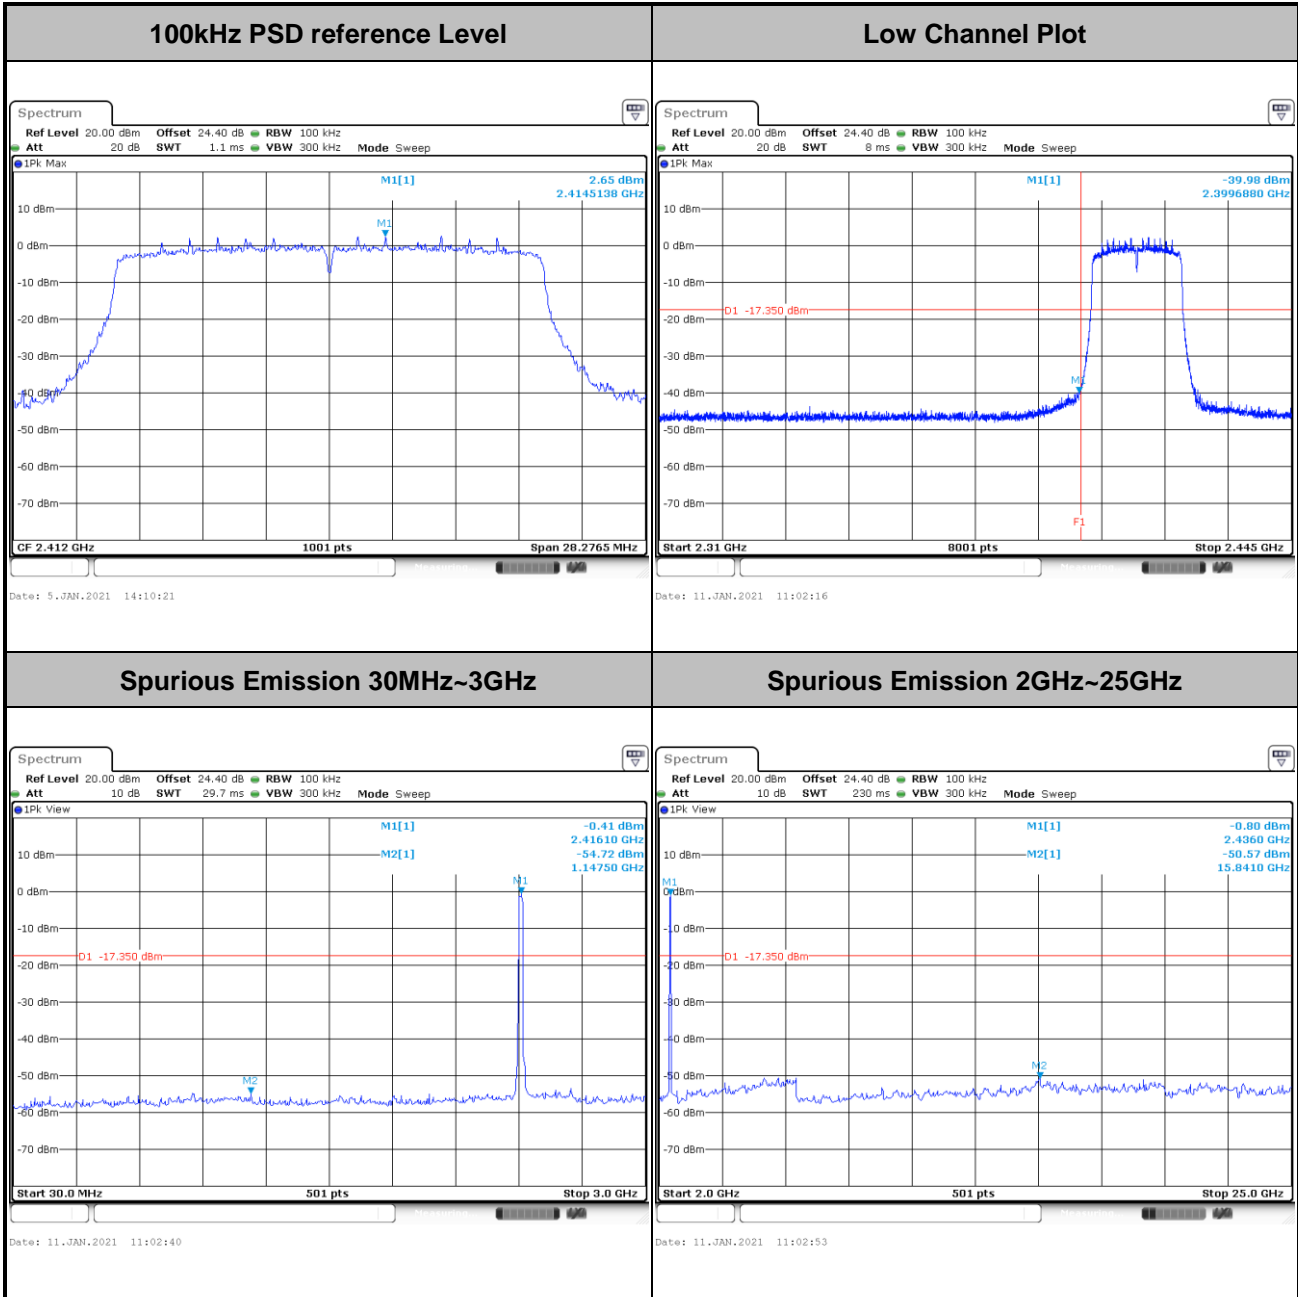 100kHz PSD reference Level
Low Channel Plot
Spectrum
Ref Level 20.00 dBm Offset 24.40 dB RBW 100 kHz
Att 20 dB SWT 1.1 ms VBW 300 kHz Mode Sweep
1Pk Max
M1[1] 2.65 dBm
2.4145138 GHz
M1
10 dBm
0 dBm
-10 dBm
-20 dBm
-30 dBm
-40 dBm
-50 dBm
-60 dBm
-70 dBm
CF 2.412 GHz 1001 pts Span 28.2765 MHz
Measuring
Date: 5.JAN.2021 14:10:21
Spectrum
Ref Level 20.00 dBm Offset 24.40 dB RBW 100 kHz
Att 20 dB SWT 8 ms VBW 300 kHz Mode Sweep
1Pk Max
M1[1] -39.98 dBm
2.3996880 GHz
10 dBm
0 dBm
-10 dBm
D1 -17.350 dBm
-20 dBm
-30 dBm
M1
-40 dBm
-50 dBm
-60 dBm
-70 dBm
F1
Start 2.31 GHz 8001 pts Stop 2.445 GHz
Measuring
Date: 11.JAN.2021 11:02:16
Spurious Emission 30MHz~3GHz
Spurious Emission 2GHz~25GHz
Spectrum
Ref Level 20.00 dBm Offset 24.40 dB RBW 100 kHz
Att 10 dB SWT 29.7 ms VBW 300 kHz Mode Sweep
1Pk View
M1[1] -0.41 dBm
2.41610 GHz
10 dBm
M2[1] -54.72 dBm
1.14750 GHz
M1
0 dBm
-10 dBm
D1 -17.350 dBm
-20 dBm
-30 dBm
-40 dBm
-50 dBm
M2
-60 dBm
-70 dBm
Start 30.0 MHz 501 pts Stop 3.0 GHz
Measuring
Date: 11.JAN.2021 11:02:40
Spectrum
Ref Level 20.00 dBm Offset 24.40 dB RBW 100 kHz
Att 10 dB SWT 230 ms VBW 300 kHz Mode Sweep
1Pk View
M1[1] -0.80 dBm
2.4360 GHz
10 dBm
M2[1] -50.57 dBm
15.8410 GHz
M1
0 dBm
-10 dBm
D1 -17.350 dBm
-20 dBm
-30 dBm
-40 dBm
M2
-50 dBm
-60 dBm
-70 dBm
Start 2.0 GHz 501 pts Stop 25.0 GHz
Measuring
Date: 11.JAN.2021 11:02:53